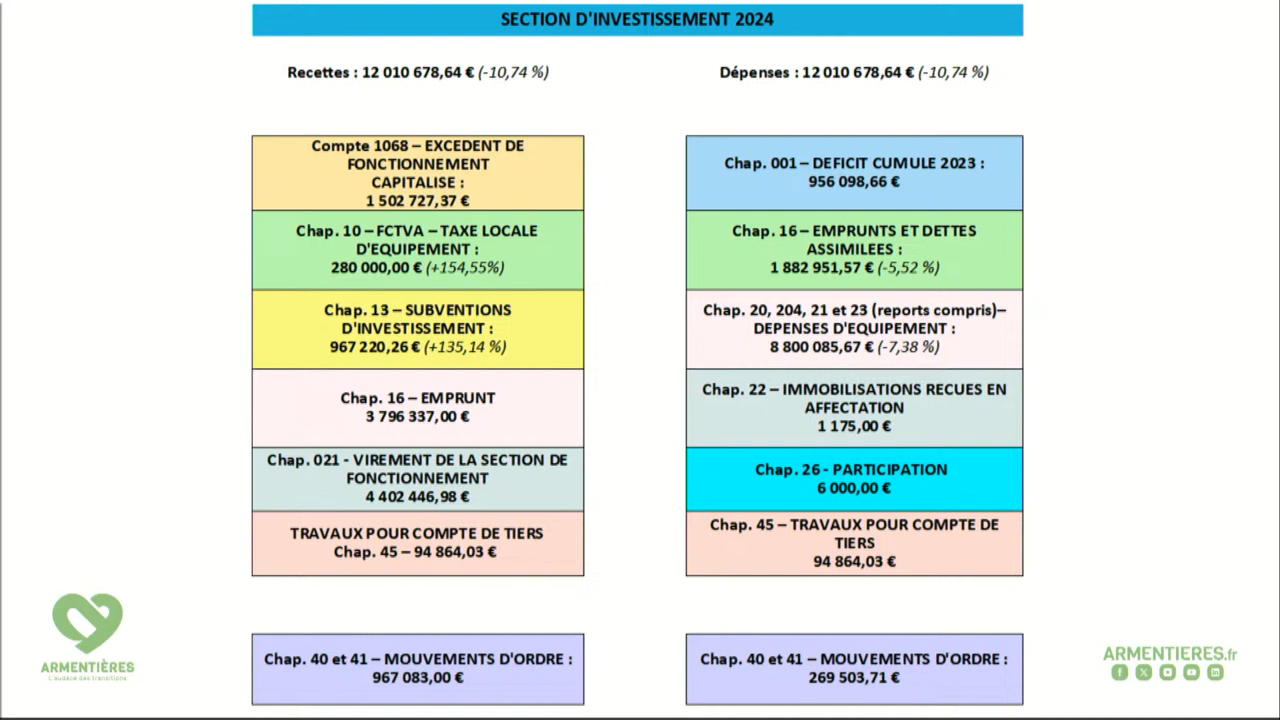 SECTION D'INVESTISSEMENT 2024
Recettes : 12 010 678,64 € (-10,74 %)
Dépenses : 12 010 678,64 € (-10,74 %)
Compte 1068 – EXCEDENT DE
FONCTIONNEMENT
CAPITALISE :
1 502 727,37 €
Chap. 10 – FCTVA – TAXE LOCALE
D'EQUIPEMENT :
280 000,00 € (+154,55%)
Chap. 13 – SUBVENTIONS
D'INVESTISSEMENT :
967 220,26 € (+135,14 %)
Chap. 16 – EMPRUNT
3 796 337,00 €
Chap. 021 - VIREMENT DE LA SECTION DE
FONCTIONNEMENT
4 402 446,98 €
TRAVAUX POUR COMPTE DE TIERS
Chap. 45 – 94 864,03 €
Chap. 40 et 41 – MOUVEMENTS D'ORDRE :
967 083,00 €
Chap. 001 – DEFICIT CUMULE 2023 :
956 098,66 €
Chap. 16 – EMPRUNTS ET DETTES
ASSIMILEES :
1 882 951,57 € (-5,52 %)
Chap. 20, 204, 21 et 23 (reports compris)–
DEPENSES D'EQUIPEMENT :
8 800 085,67 € (-7,38 %)
Chap. 22 – IMMOBILISATIONS RECUES EN
AFFECTATION
1 175,00 €
Chap. 26 - PARTICIPATION
6 000,00 €
Chap. 45 – TRAVAUX POUR COMPTE DE
TIERS
94 864,03 €
Chap. 40 et 41 – MOUVEMENTS D'ORDRE :
269 503,71 €
ARMENTIÈRES
L'audace des transitions
ARMENTIERES.fr